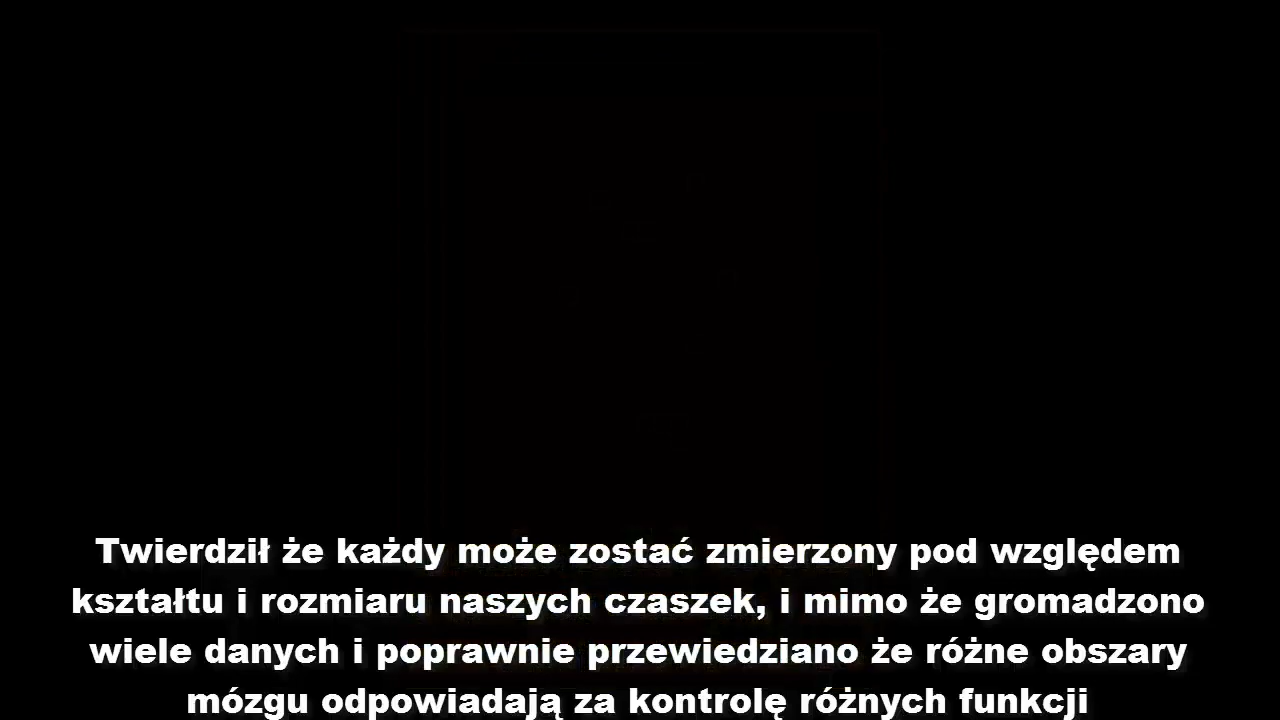 Twierdził że każdy może zostać zmierzony pod względem
kształtu i rozmiaru naszych czaszek, i mimo że gromadzono
wiele danych i poprawnie przewiedziano że różne obszary
mózgu odpowiadają za kontrolę różnych funkcji